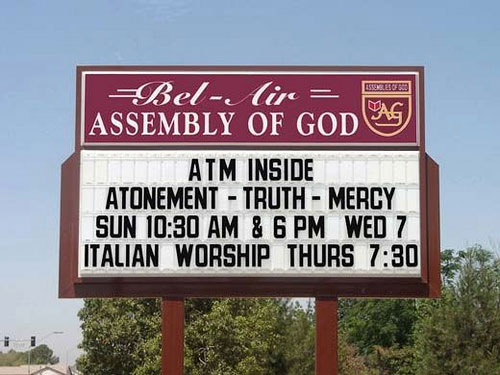 Bel-Air
ASSEMBLY OF GOD
ASSEMBLIES OF GOD
AG
ATM INSIDE
ATONEMENT - TRUTH - MERCY
SUN 10:30 AM & 6 PM WED 7
ITALIAN WORSHIP THURS 7:30